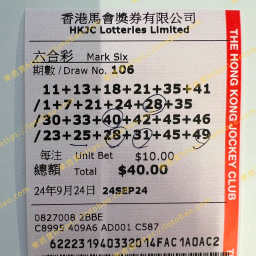 香港馬會獎券有限公司
HKJC Lotteries Limited
六合彩 Mark Six
期數 / Draw No. 106
11+13+18+21+35+41
/1+7+21+24+28+35
/30+33+40+42+45+46
/23+25+28+31+45+49
每注 Unit Bet $10.00
總額 Total $40.00
24年9月24日 24SEP24
0827008 2BBE
C8995 409A6 AD001 C587
622231940332014FAC1A0AC2
THE HONG KONG JOCKEY CLUB